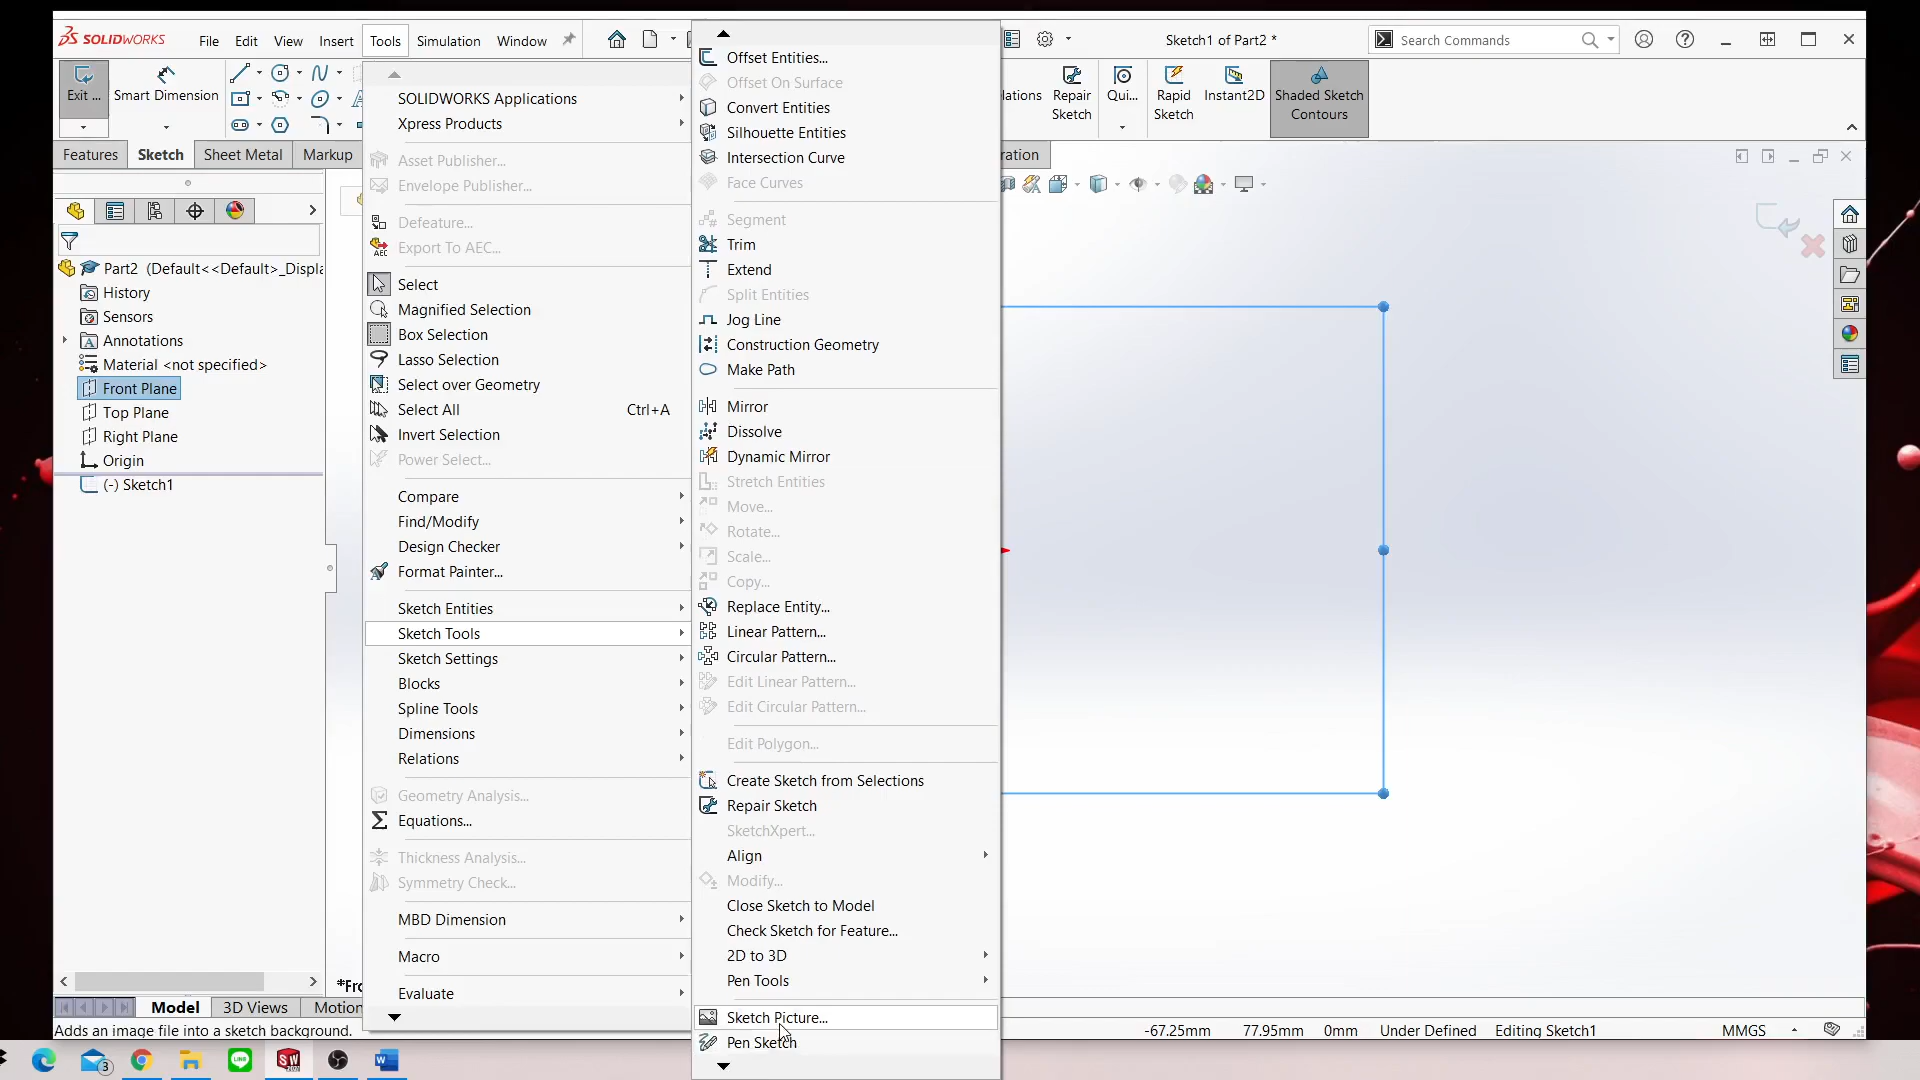 SOLIDWORKS
File Edit View Insert Tools Simulation Window
Sketch1 of Part2 *
Search Commands
Exit ...
Smart Dimension
Repair Sketch
Qui...
Rapid Sketch
Instant2D
Shaded Sketch Contours
Features Sketch Sheet Metal Markup
Part2 (Default<<Default>_Displa
History
Sensors
Annotations
Material <not specified>
Front Plane
Top Plane
Right Plane
Origin
(-) Sketch1
SOLIDWORKS Applications
Xpress Products
Asset Publisher...
Envelope Publisher...
Defeature...
Export To AEC...
Select
Magnified Selection
Box Selection
Lasso Selection
Select over Geometry
Select All Ctrl+A
Invert Selection
Power Select...
Compare
Find/Modify
Design Checker
Format Painter...
Sketch Entities
Sketch Tools
Sketch Settings
Blocks
Spline Tools
Dimensions
Relations
Geometry Analysis...
Equations...
Thickness Analysis...
Symmetry Check...
MBD Dimension
Macro
Evaluate
Offset Entities...
Offset On Surface
Convert Entities
Silhouette Entities
Intersection Curve
Face Curves
Segment
Trim
Extend
Split Entities
Jog Line
Construction Geometry
Make Path
Mirror
Dissolve
Dynamic Mirror
Stretch Entities
Move...
Rotate...
Scale...
Copy...
Replace Entity...
Linear Pattern...
Circular Pattern...
Edit Linear Pattern...
Edit Circular Pattern...
Edit Polygon...
Create Sketch from Selections
Repair Sketch
SketchXpert...
Align
Modify...
Close Sketch to Model
Check Sketch for Feature...
2D to 3D
Pen Tools
Sketch Picture...
Pen Sketch
*Fro
Model 3D Views Motion
Adds an image file into a sketch background.
-67.25mm 77.95mm 0mm Under Defined Editing Sketch1 MMGS